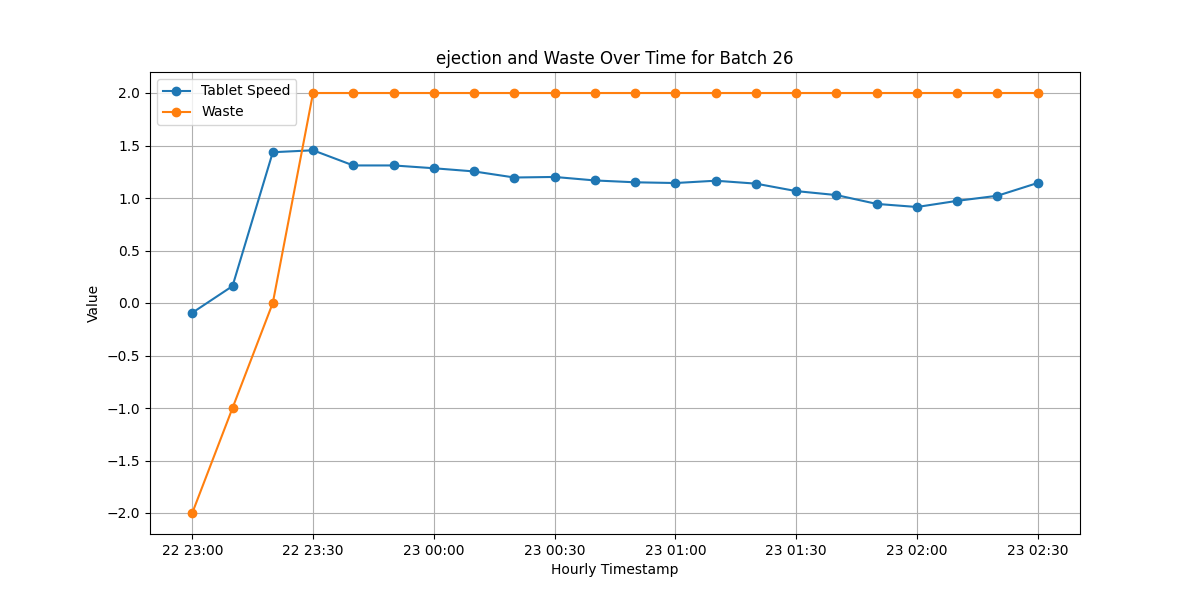 ejection and Waste Over Time for Batch 26
Tablet Speed
Waste
2.0
1.5
1.0
0.5
0.0
−0.5
−1.0
−1.5
−2.0
Value
22 23:00 22 23:30 23 00:00 23 00:30 23 01:00 23 01:30 23 02:00 23 02:30
Hourly Timestamp